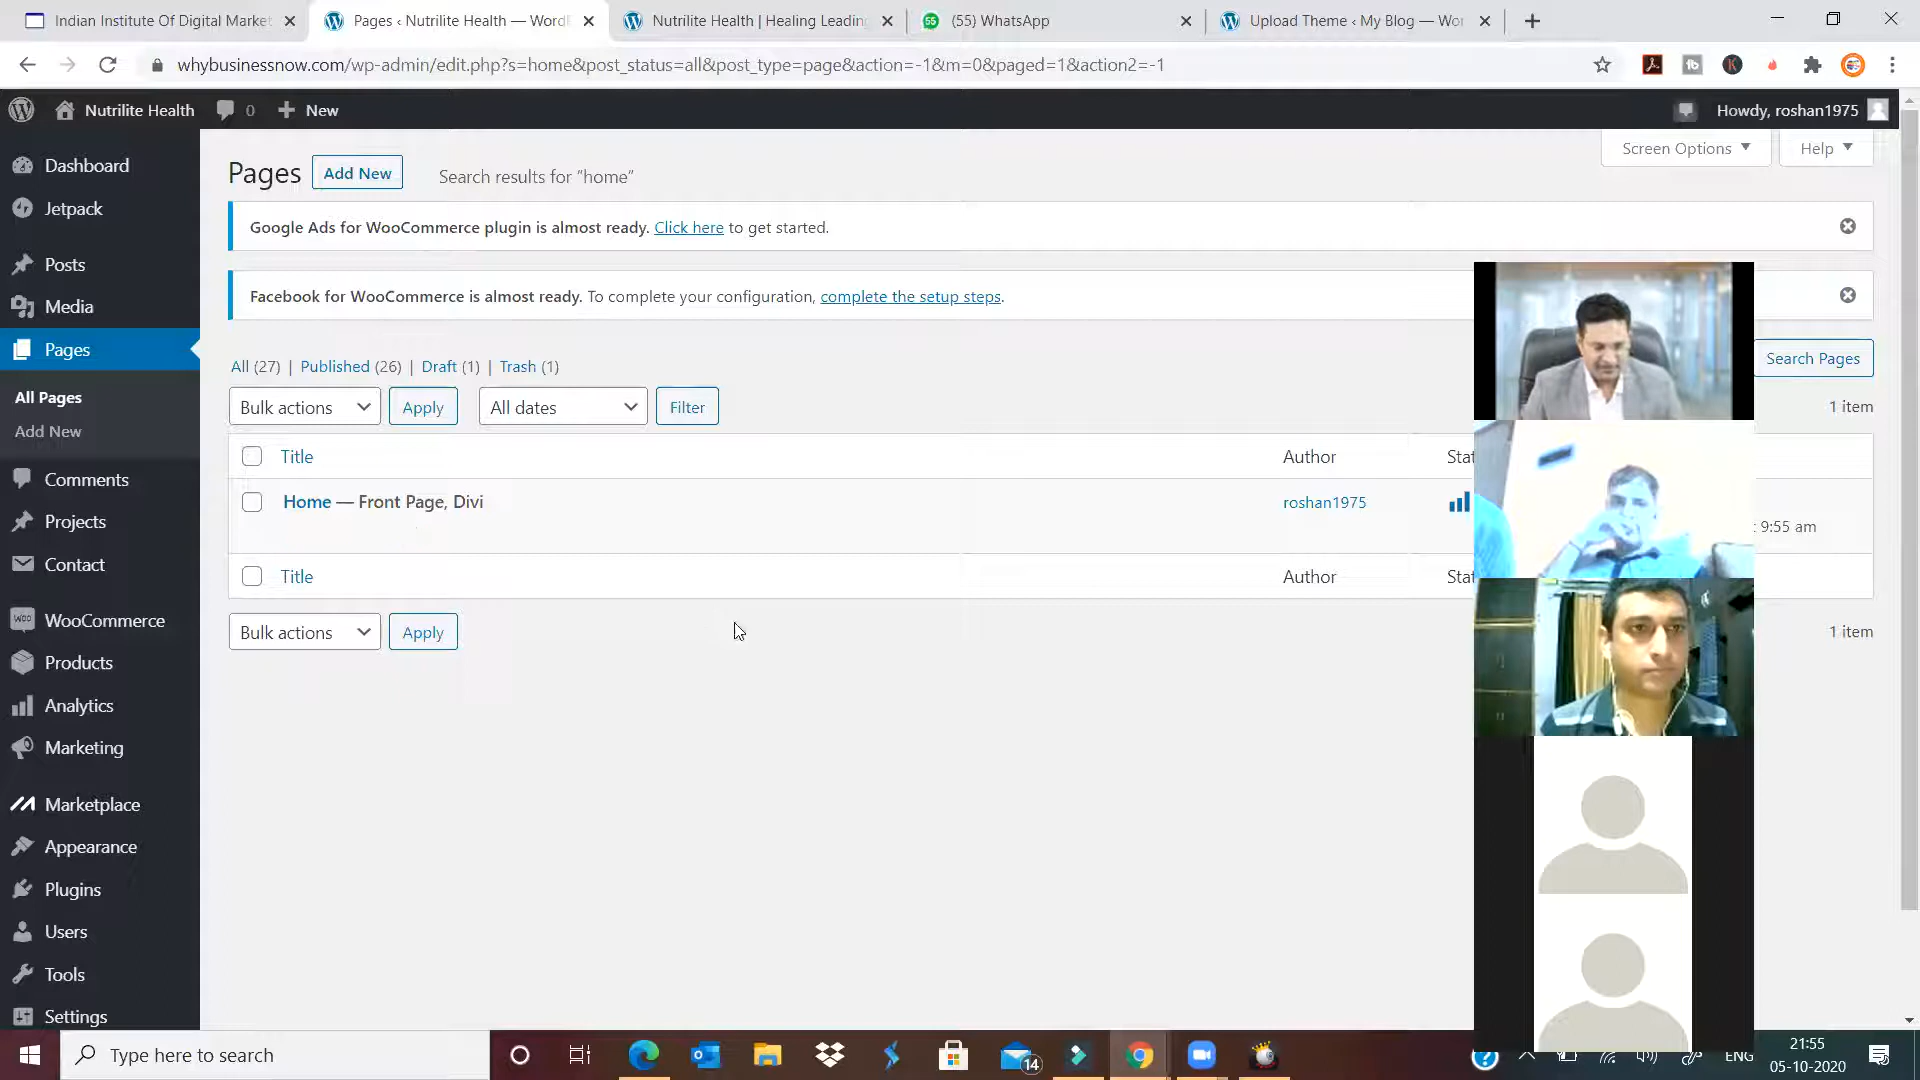 Indian Institute Of Digital Market
Pages ‹ Nutrilite Health — Word
Nutrilite Health | Healing Leadin
(55) WhatsApp
Upload Theme ‹ My Blog — Wor
whybusinessnow.com/wp-admin/edit.php?s=home&post_status=all&post_type=page&action=-1&m=0&paged=1&action2=-1
Nutrilite Health
0
New
Howdy, roshan1975
Dashboard
Jetpack
Posts
Media
Pages
All Pages
Add New
Comments
Projects
Contact
WooCommerce
Products
Analytics
Marketing
Marketplace
Appearance
Plugins
Users
Tools
Settings
Screen Options
Help
Pages
Add New
Search results for “home”
Google Ads for WooCommerce plugin is almost ready. Click here to get started.
Facebook for WooCommerce is almost ready. To complete your configuration, complete the setup steps.
All (27) | Published (26) | Draft (1) | Trash (1)
Search Pages
Bulk actions
Apply
All dates
Filter
1 item
Title
Author
Stat
Home — Front Page, Divi
roshan1975
9:55 am
Title
Author
Stat
Bulk actions
Apply
1 item
Type here to search
14
ENG
21:55
05-10-2020